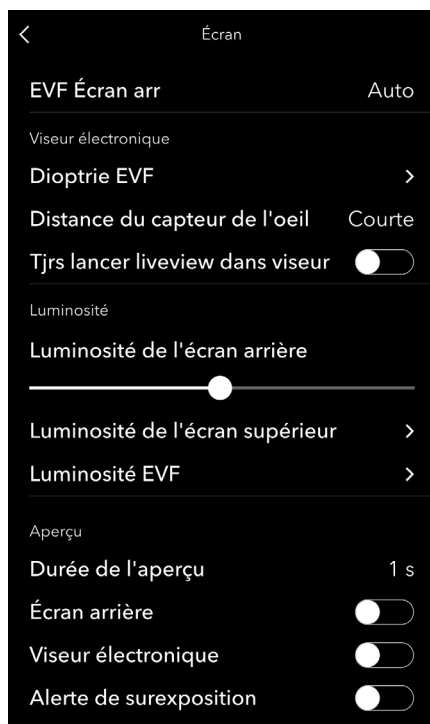 Écran
EVF Écran arr Auto
Viseur électronique
Dioptrie EVF
Distance du capteur de l'oeil Courte
Tjrs lancer liveview dans viseur
Luminosité
Luminosité de l'écran arrière
Luminosité de l'écran supérieur
Luminosité EVF
Aperçu
Durée de l'aperçu 1 s
Écran arrière
Viseur électronique
Alerte de surexposition